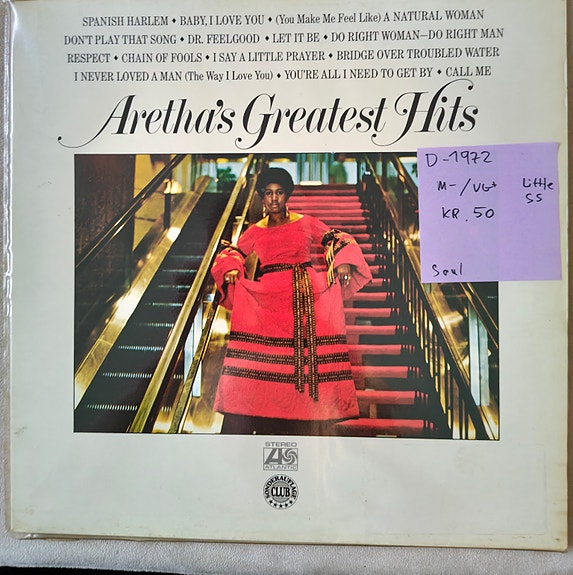 SPANISH HARLEM ♦ BABY, I LOVE YOU ♦ (You Make Me Feel Like) A NATURAL WOMAN
DON'T PLAY THAT SONG ♦ DR. FEELGOOD ♦ LET IT BE ♦ DO RIGHT WOMAN—DO RIGHT MAN
RESPECT ♦ CHAIN OF FOOLS ♦ I SAY A LITTLE PRAYER ♦ BRIDGE OVER TROUBLED WATER
I NEVER LOVED A MAN (The Way I Love You) ♦ YOU'RE ALL I NEED TO GET BY ♦ CALL ME
Aretha's Greatest Hits
D-1972
M-/VG+
KR. 50
Little
SS
Soul
STEREO
ATLANTIC
SONDERAUFLAGE
CLUB